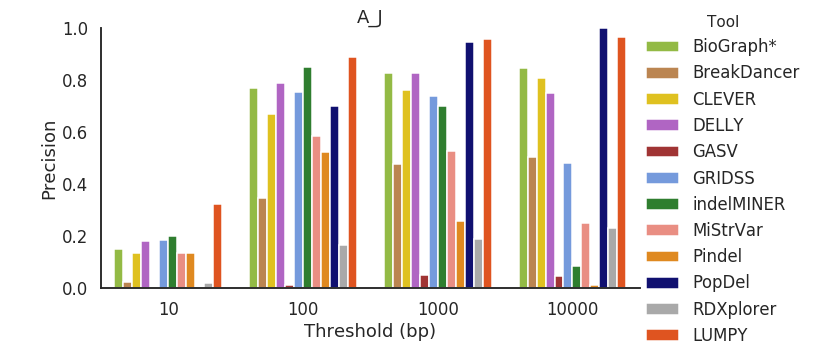 A_J
Tool
1.0
0.8
0.6
0.4
0.2
0.0
Precision
10
100
1000
10000
Threshold (bp)
BioGraph*
BreakDancer
CLEVER
DELLY
GASV
GRIDSS
indelMINER
MiStrVar
Pindel
PopDel
RDXplorer
LUMPY